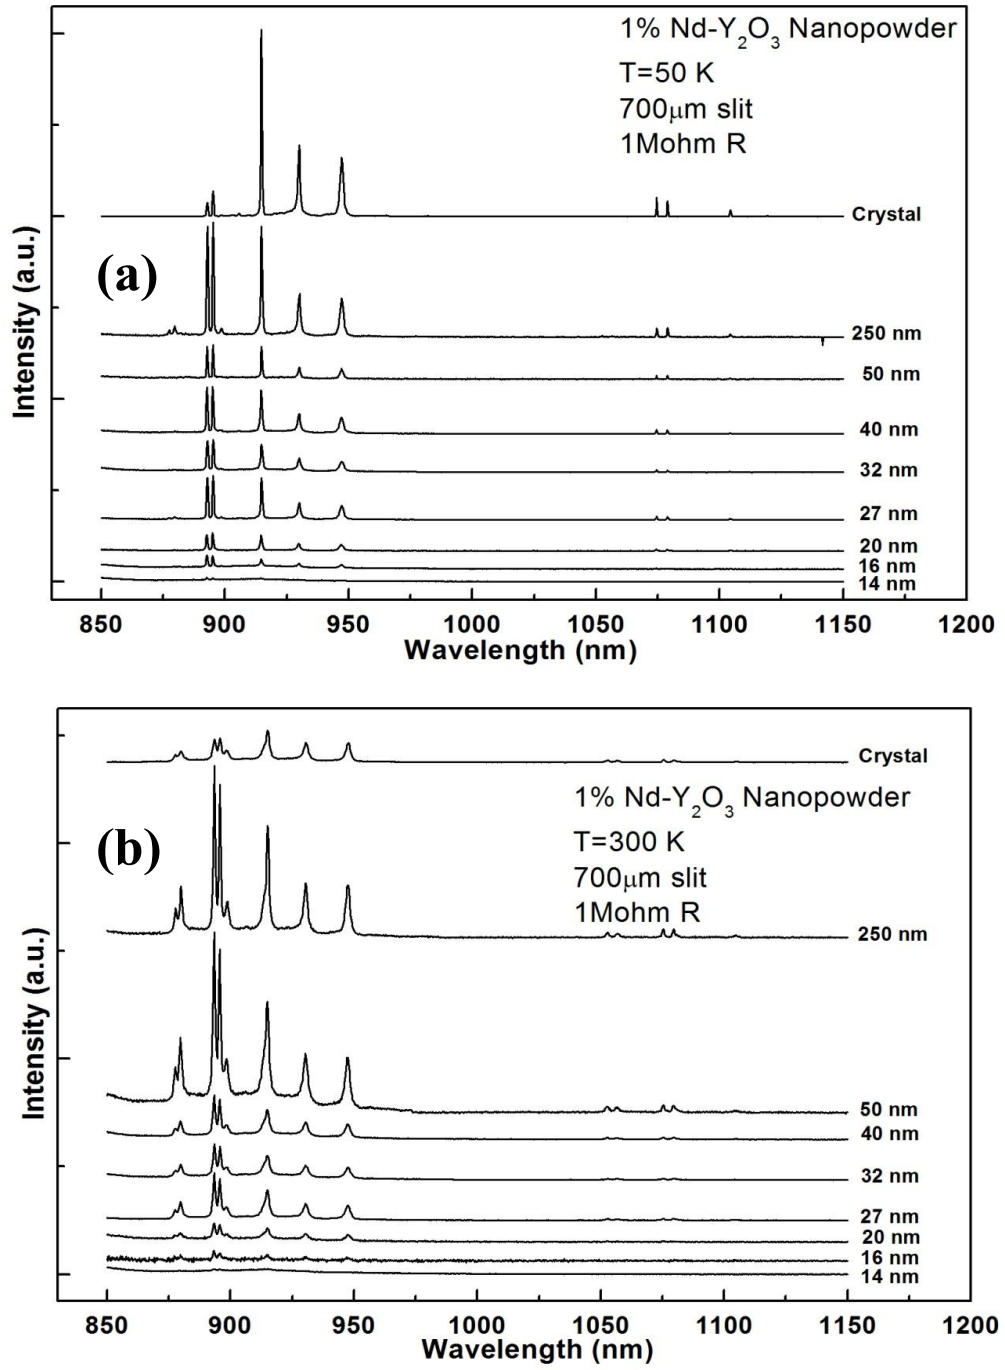 1% Nd-Y2O3 Nanopowder
T=50 K
700μm slit
1Mohm R
Crystal
(a)
250 nm
50 nm
40 nm
32 nm
27 nm
20 nm
16 nm
14 nm
Intensity (a.u.)
850 900 950 1000 1050 1100 1150 1200
Wavelength (nm)
Crystal
1% Nd-Y2O3 Nanopowder
T=300 K
700μm slit
1Mohm R
(b)
250 nm
50 nm
40 nm
32 nm
27 nm
20 nm
16 nm
14 nm
Intensity (a.u.)
850 900 950 1000 1050 1100 1150 1200
Wavelength (nm)